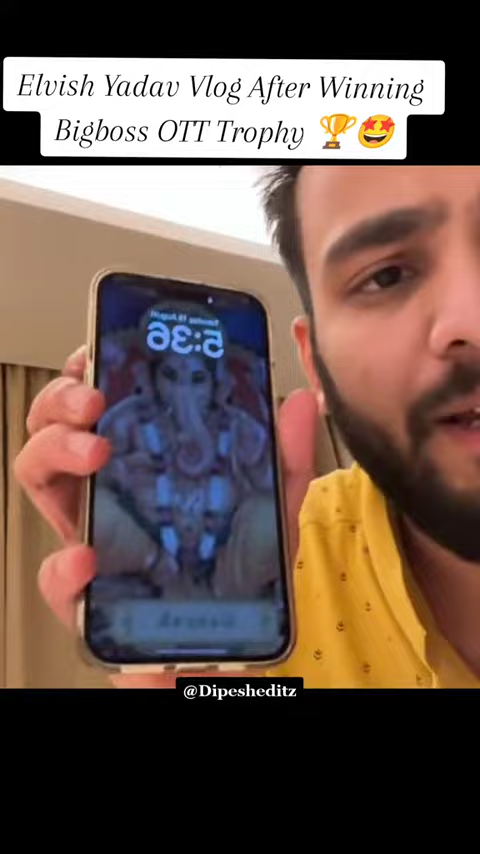 Elvish Yadav Vlog After Winning
Bigboss OTT Trophy 🏆🤩
5:36
@Dipesheditz